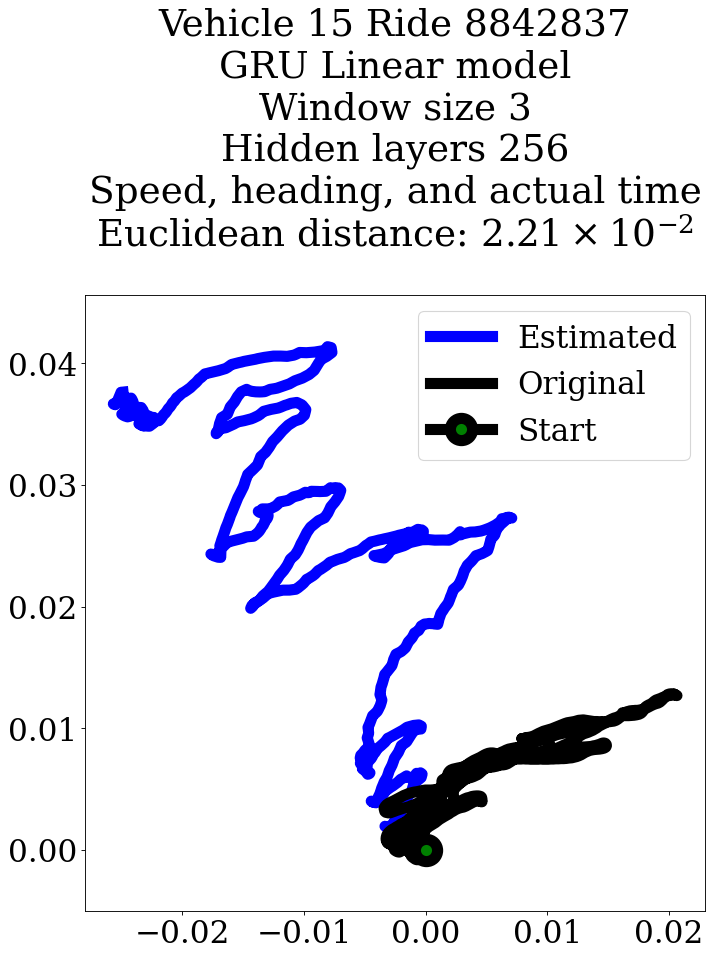 Vehicle 15 Ride 8842837
GRU Linear model
Window size 3
Hidden layers 256
Speed, heading, and actual time
Euclidean distance: 2.21 × 10⁻²
Estimated
Original
Start
0.04
0.03
0.02
0.01
0.00
−0.02 −0.01 0.00 0.01 0.02